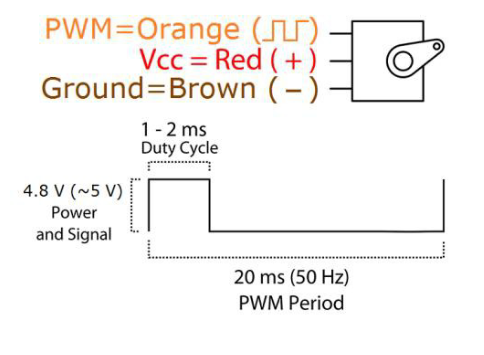 PWM=Orange (⎍⎍)
Vcc = Red ( + )
Ground=Brown ( − )
1 - 2 ms
Duty Cycle
4.8 V (~5 V)
Power
and Signal
20 ms (50 Hz)
PWM Period